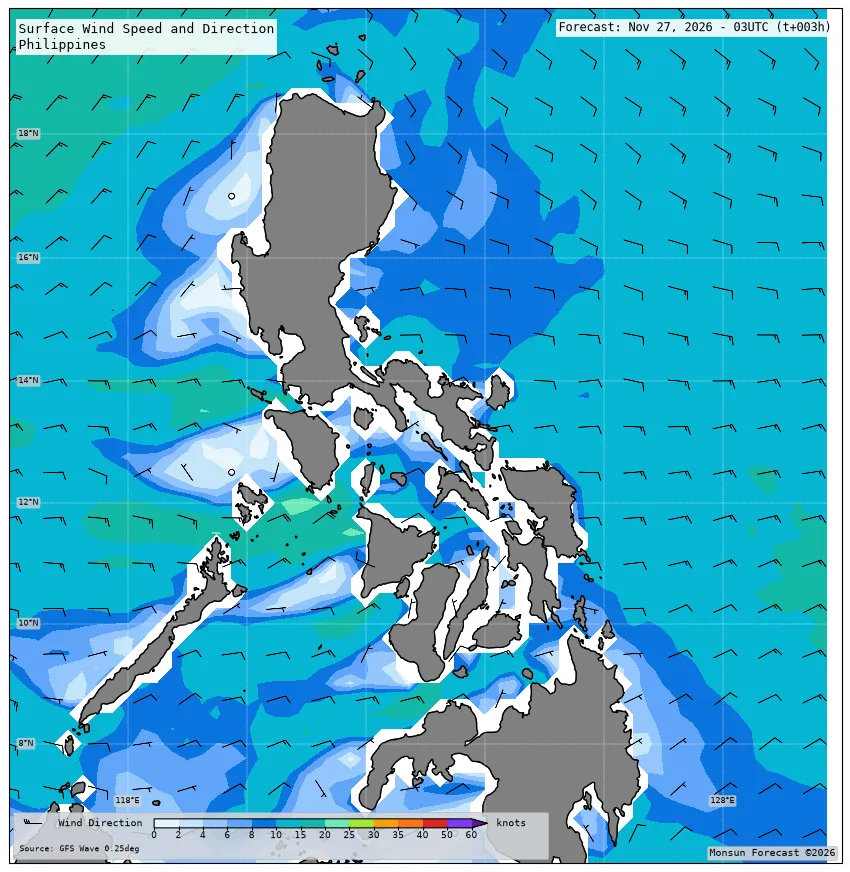 Surface Wind Speed and Direction
Philippines
Forecast: Nov 27, 2026 - 03UTC (t+003h)
18°N
16°N
14°N
12°N
10°N
8°N
118°E
128°E
Wind Direction
knots
0 2 4 6 8 10 15 20 25 30 35 40 50 60
Source: GFS Wave 0.25deg
Monsun Forecast ©2026